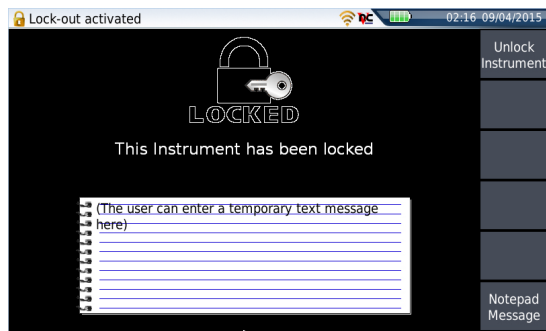 Lock-out activated
02:16 09/04/2015
Unlock
Instrument
LOCKED
This Instrument has been locked
(The user can enter a temporary text message
here)
Notepad
Message